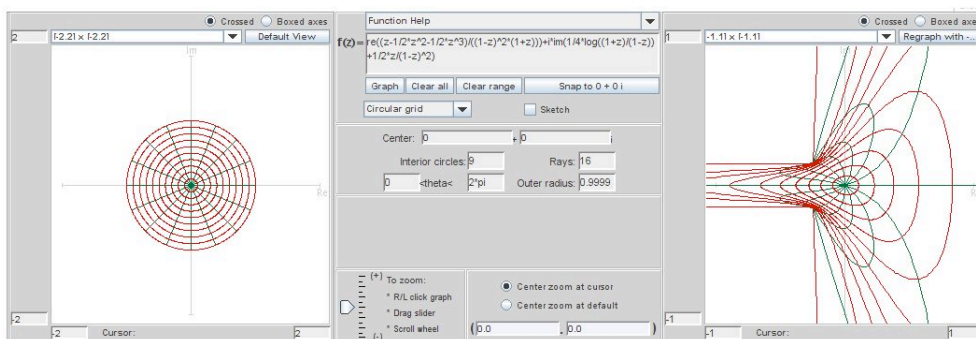 Crossed Boxed axes
2 [-2.2]i x [-2.2] Default View
Im
Re
-2
-2 Cursor: 2
Function Help
f(z)= re((z-1/2*z^2-1/2*z^3)/((1-z)^2*(1+z)))+i*im(1/4*log((1+z)/(1-z))
+1/2*z/(1-z)^2)
Graph Clear all Clear range Snap to 0 + 0 i
Circular grid Sketch
Center: 0 + 0 i
Interior circles: 9 Rays: 16
0 <theta< 2*pi Outer radius: 0.9999
(+) To zoom:
* R/L click graph
* Drag slider
* Scroll wheel
(-)
Center zoom at cursor
Center zoom at default
( 0.0 , 0.0 )
Crossed Boxed axes
1 [-1.1]i x [-1.1] Regraph with -...
-1
-1 Cursor: 1